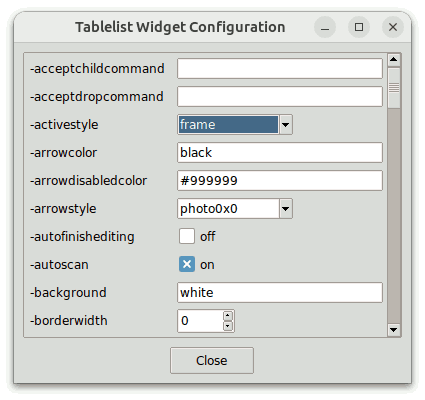 Tablelist Widget Configuration
-acceptchildcommand
-acceptdropcommand
-activestyle frame
-arrowcolor black
-arrowdisabledcolor #999999
-arrowstyle photo0x0
-autofinishediting off
-autoscan on
-background white
-borderwidth 0
Close